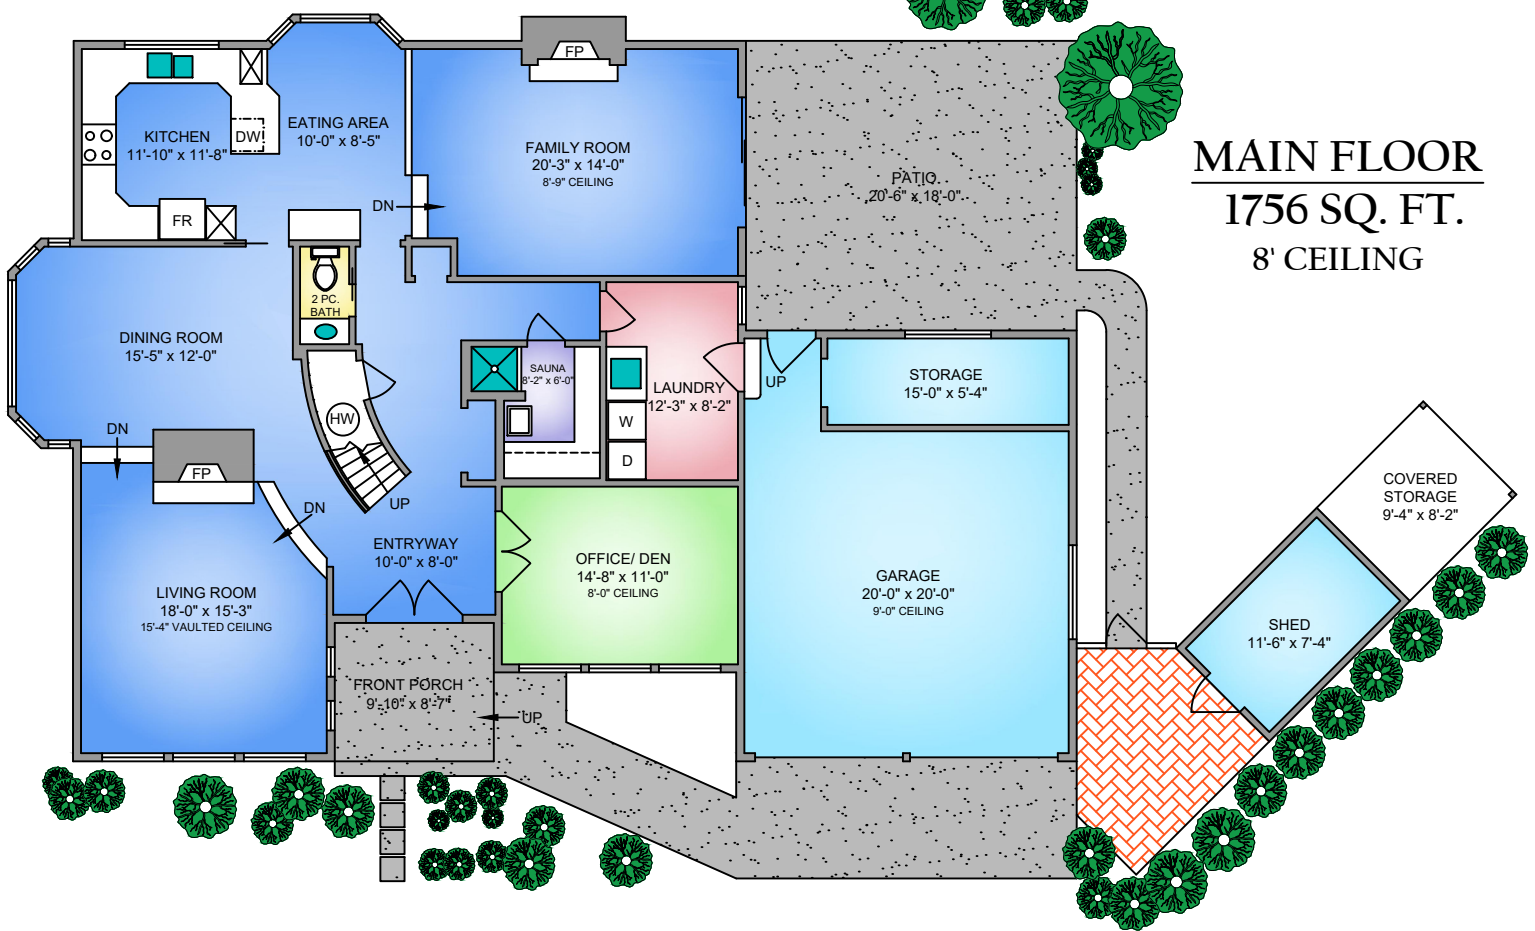 MAIN FLOOR
1756 SQ. FT.
8' CEILING
KITCHEN
11'-10" x 11'-8"
DW
FR
EATING AREA
10'-0" x 8'-5"
FP
FAMILY ROOM
20'-3" x 14'-0"
8'-9" CEILING
DN
PATIO
20'-6" x 18'-0"
2 PC.
BATH
DINING ROOM
15'-5" x 12'-0"
DN
HW
UP
SAUNA
8'-2" x 6'-0"
LAUNDRY
12'-3" x 8'-2"
W
D
UP
STORAGE
15'-0" x 5'-4"
FP
DN
LIVING ROOM
18'-0" x 15'-3"
15'-4" VAULTED CEILING
ENTRYWAY
10'-0" x 8'-0"
OFFICE/ DEN
14'-8" x 11'-0"
8'-0" CEILING
GARAGE
20'-0" x 20'-0"
9'-0" CEILING
COVERED
STORAGE
9'-4" x 8'-2"
SHED
11'-6" x 7'-4"
FRONT PORCH
9'-10" x 8'-7"
UP